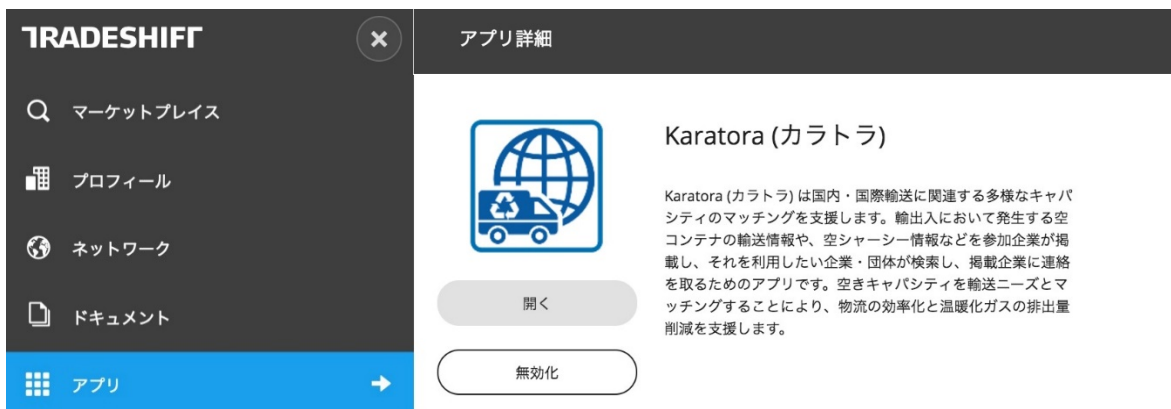 TRADESHIFT
マーケットプレイス
プロフィール
ネットワーク
ドキュメント
アプリ
アプリ詳細
Karatora (カラトラ)
Karatora (カラトラ) は国内・国際輸送に関連する多様なキャパ
シティのマッチングを支援します。輸出入において発生する空
コンテナの輸送情報や、空シャーシー情報などを参加企業が掲
載し、それを利用したい企業・団体が検索し、掲載企業に連絡
を取るためのアプリです。空きキャパシティを輸送ニーズとマ
ッチングすることにより、物流の効率化と温暖化ガスの排出量
削減を支援します。
開く
無効化